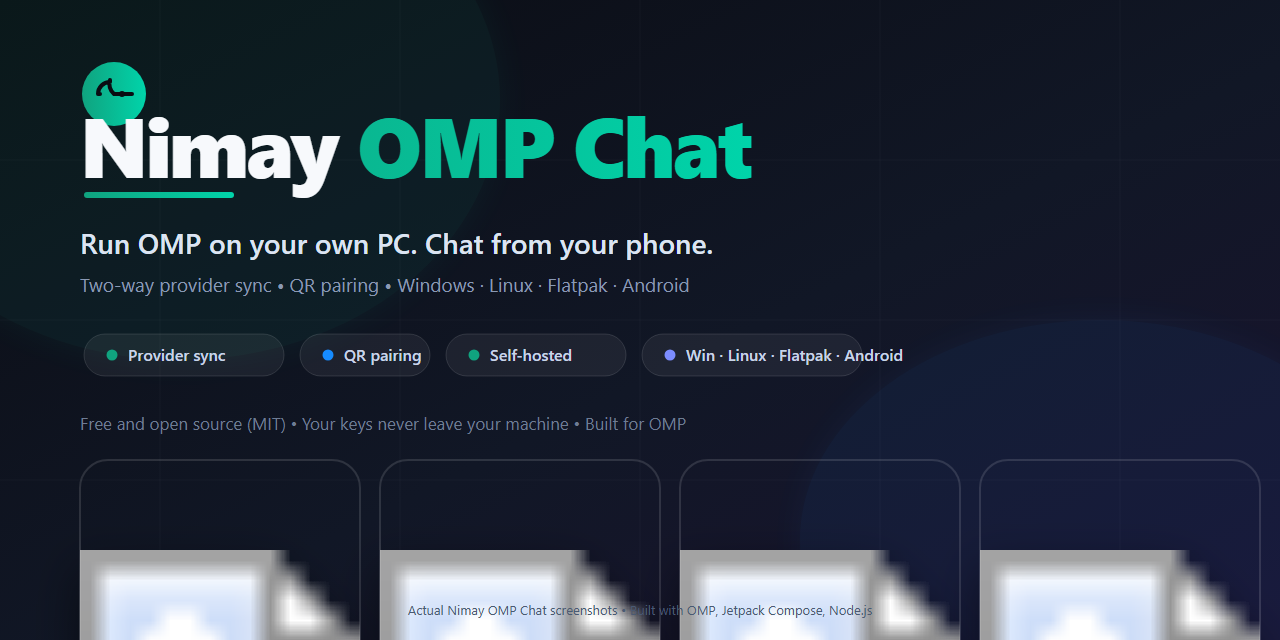 Nimay OMP Chat
Run OMP on your own PC. Chat from your phone.
Two-way provider sync • QR pairing • Windows · Linux · Flatpak · Android
Provider sync
QR pairing
Self-hosted
Win · Linux · Flatpak · Android
Free and open source (MIT) • Your keys never leave your machine • Built for OMP
Actual Nimay OMP Chat screenshots • Built with OMP, Jetpack Compose, Node.js